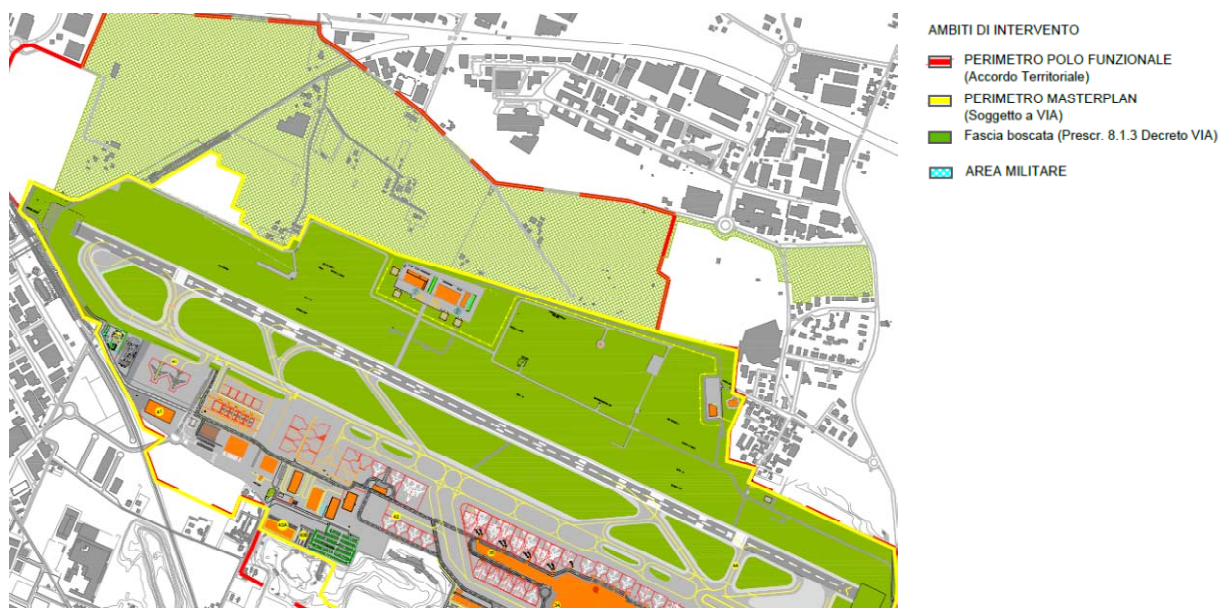 AMBITI DI INTERVENTO
PERIMETRO POLO FUNZIONALE
(Accordo Territoriale)
PERIMETRO MASTERPLAN
(Soggetto a VIA)
Fascia boscata (Prescr. 8.1.3 Decreto VIA)
AREA MILITARE